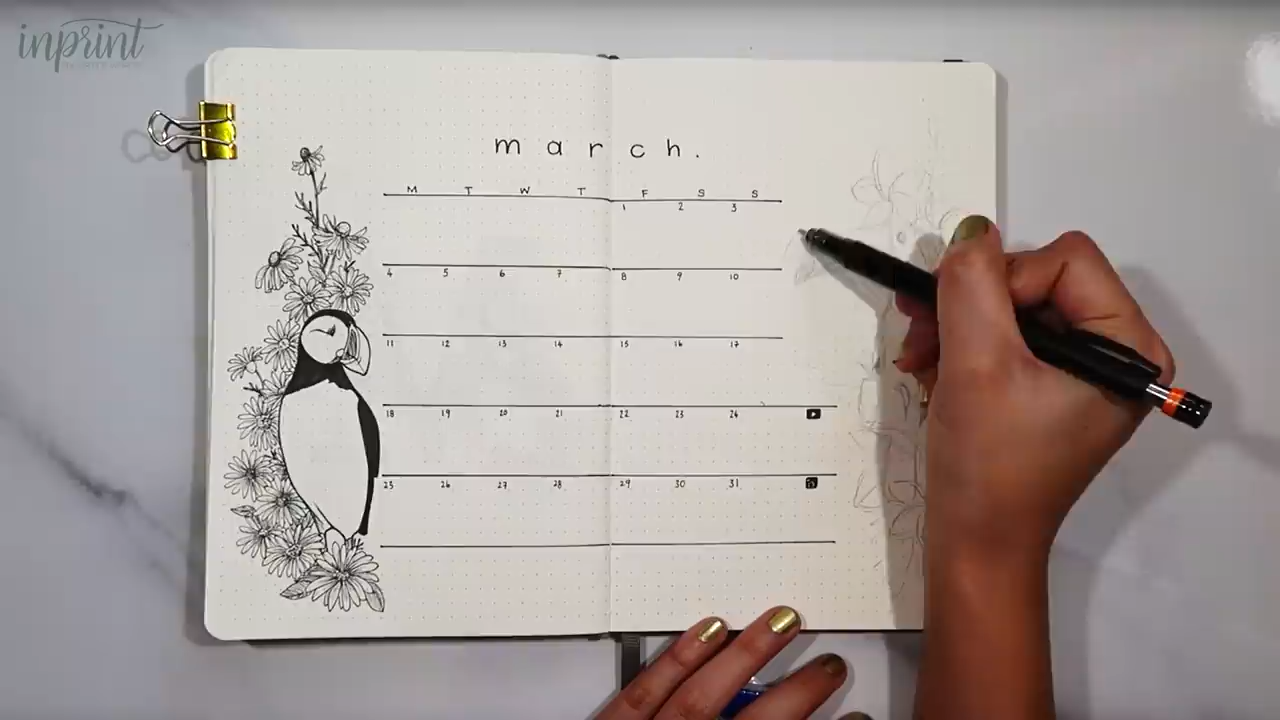 inprint
march.
M T W T F S S
1 2 3
4 5 6 7 8 9 10
11 12 13 14 15 16 17
18 19 20 21 22 23 24
25 26 27 28 29 30 31